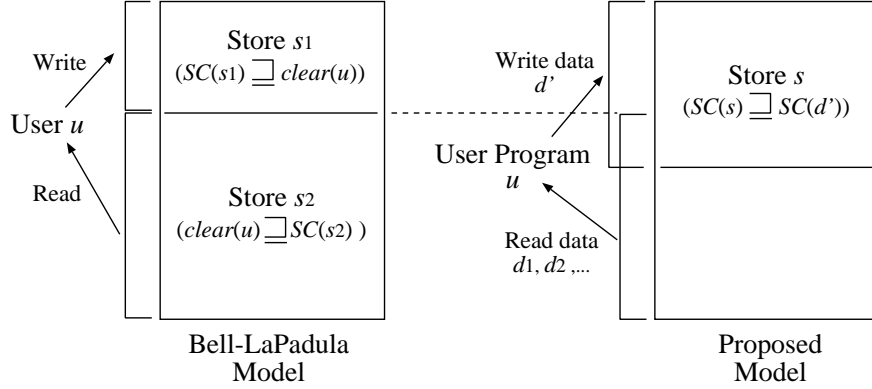 Store s1
(SC(s1) ⊒ clear(u))
Write
User u
Read
Store s2
(clear(u) ⊒ SC(s2) )
Bell-LaPadula
Model
Write data
d’
Store s
(SC(s) ⊒ SC(d’))
User Program
u
Read data
d1, d2 ,...
Proposed
Model